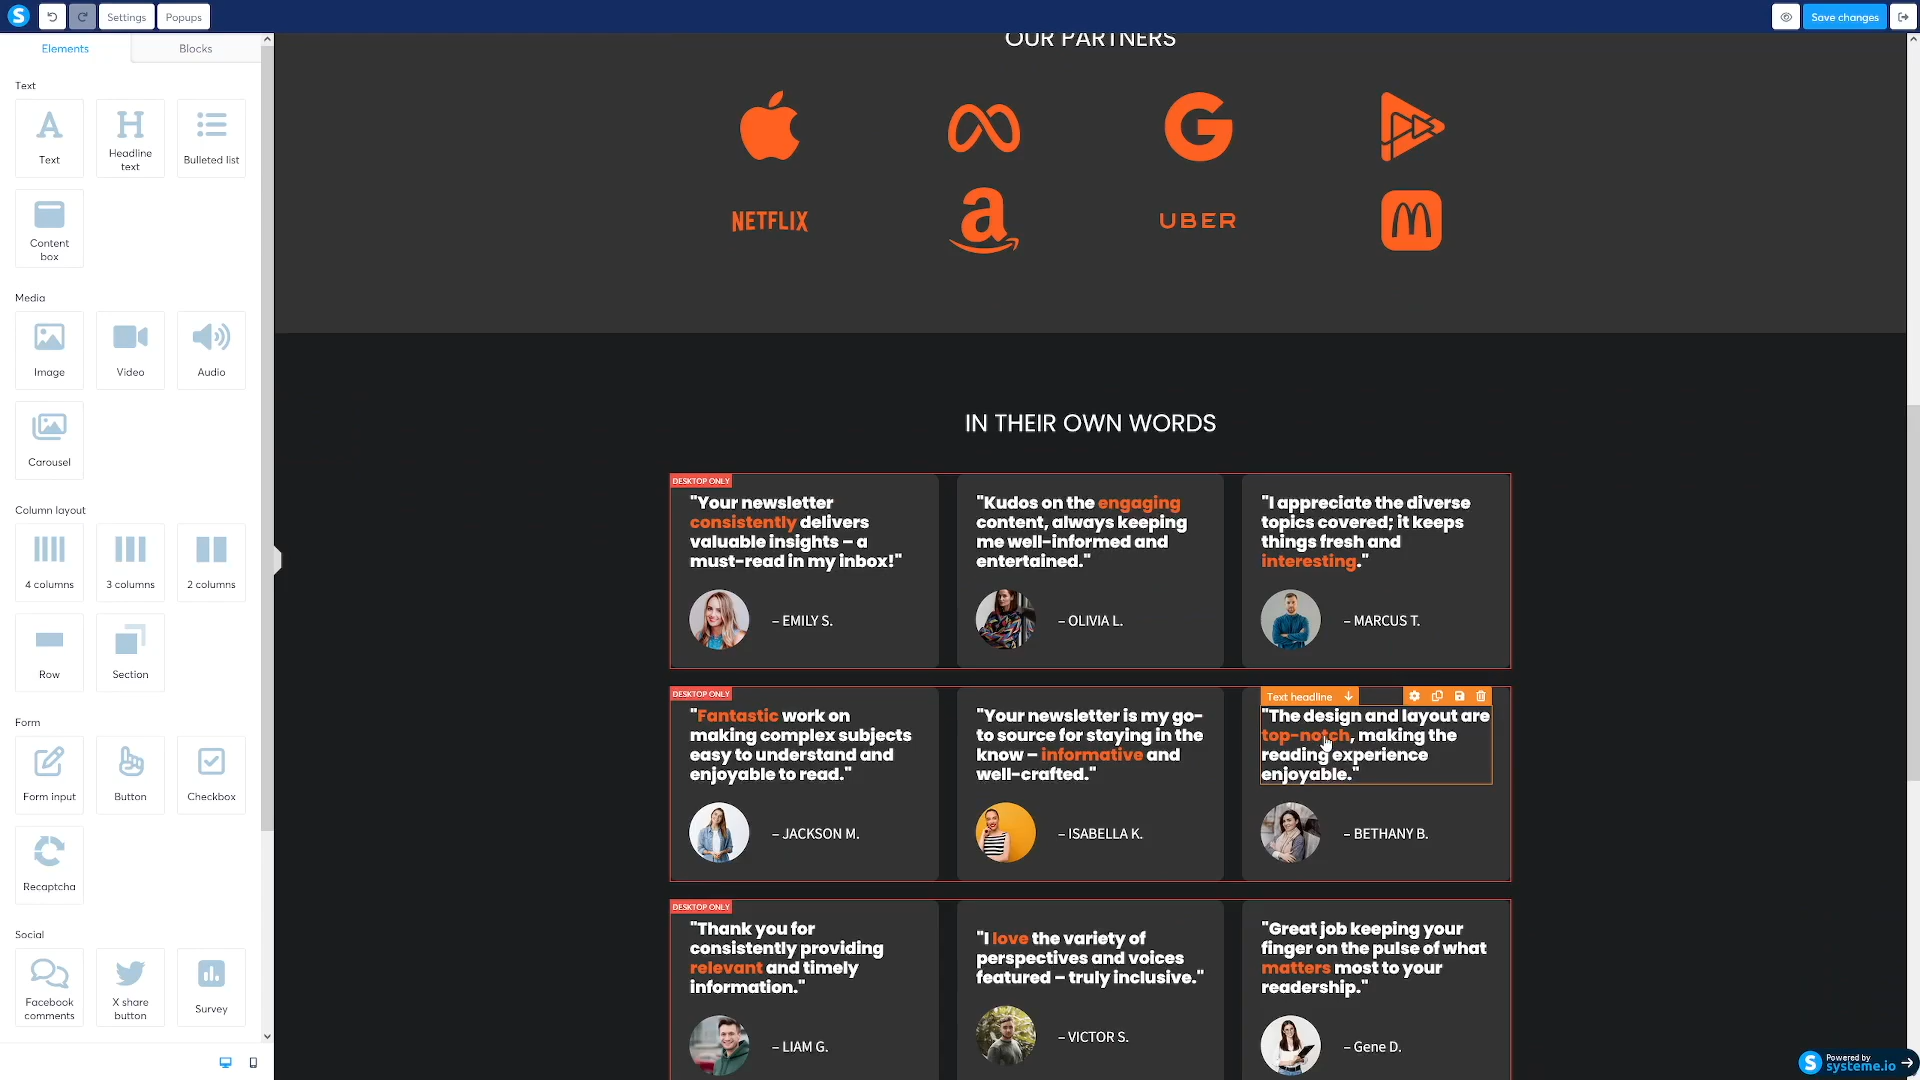 S
Settings
Popups
Save changes
Elements
Blocks
Text
A
Text
H
Headline
text
Bulleted list
Content
box
Media
Image
Video
Audio
Carousel
Column layout
4 columns
3 columns
2 columns
Row
Section
Form
Form input
Button
Checkbox
Recaptcha
Social
Facebook
comments
X share
button
Survey
OUR PARTNERS
G
NETFLIX
a
UBER
M
IN THEIR OWN WORDS
DESKTOP ONLY
"Your newsletter
consistently delivers
valuable insights – a
must-read in my inbox!"
– EMILY S.
"Kudos on the engaging
content, always keeping
me well-informed and
entertained."
– OLIVIA L.
"I appreciate the diverse
topics covered; it keeps
things fresh and
interesting."
– MARCUS T.
DESKTOP ONLY
"Fantastic work on
making complex subjects
easy to understand and
enjoyable to read."
– JACKSON M.
"Your newsletter is my go-
to source for staying in the
know – informative and
well-crafted."
– ISABELLA K.
Text headline
"The design and layout are
top-notch, making the
reading experience
enjoyable."
– BETHANY B.
DESKTOP ONLY
"Thank you for
consistently providing
relevant and timely
information."
– LIAM G.
"I love the variety of
perspectives and voices
featured – truly inclusive."
– VICTOR S.
"Great job keeping your
finger on the pulse of what
matters most to your
readership."
– Gene D.
S
Powered by
systeme.io